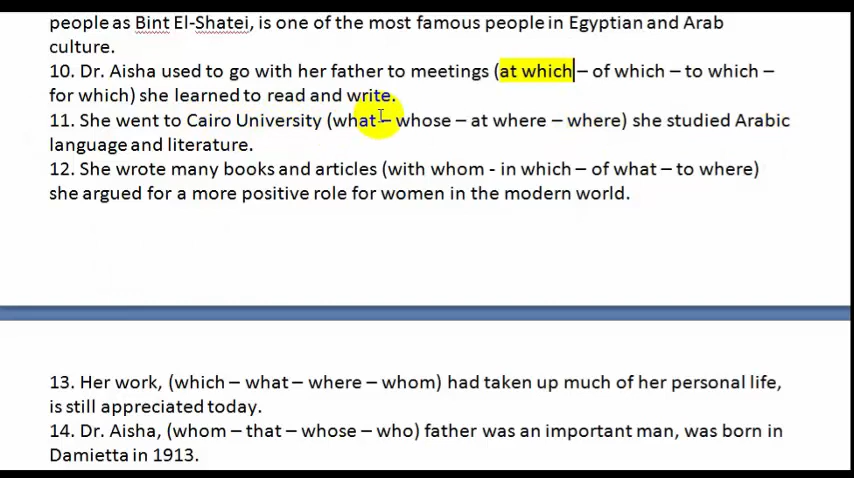 people as Bint El-Shatei, is one of the most famous people in Egyptian and Arab
culture.
10. Dr. Aisha used to go with her father to meetings (at which – of which – to which –
for which) she learned to read and write.
11. She went to Cairo University (what – whose – at where – where) she studied Arabic
language and literature.
12. She wrote many books and articles (with whom - in which – of what – to where)
she argued for a more positive role for women in the modern world.
13. Her work, (which – what – where – whom) had taken up much of her personal life,
is still appreciated today.
14. Dr. Aisha, (whom – that – whose – who) father was an important man, was born in
Damietta in 1913.